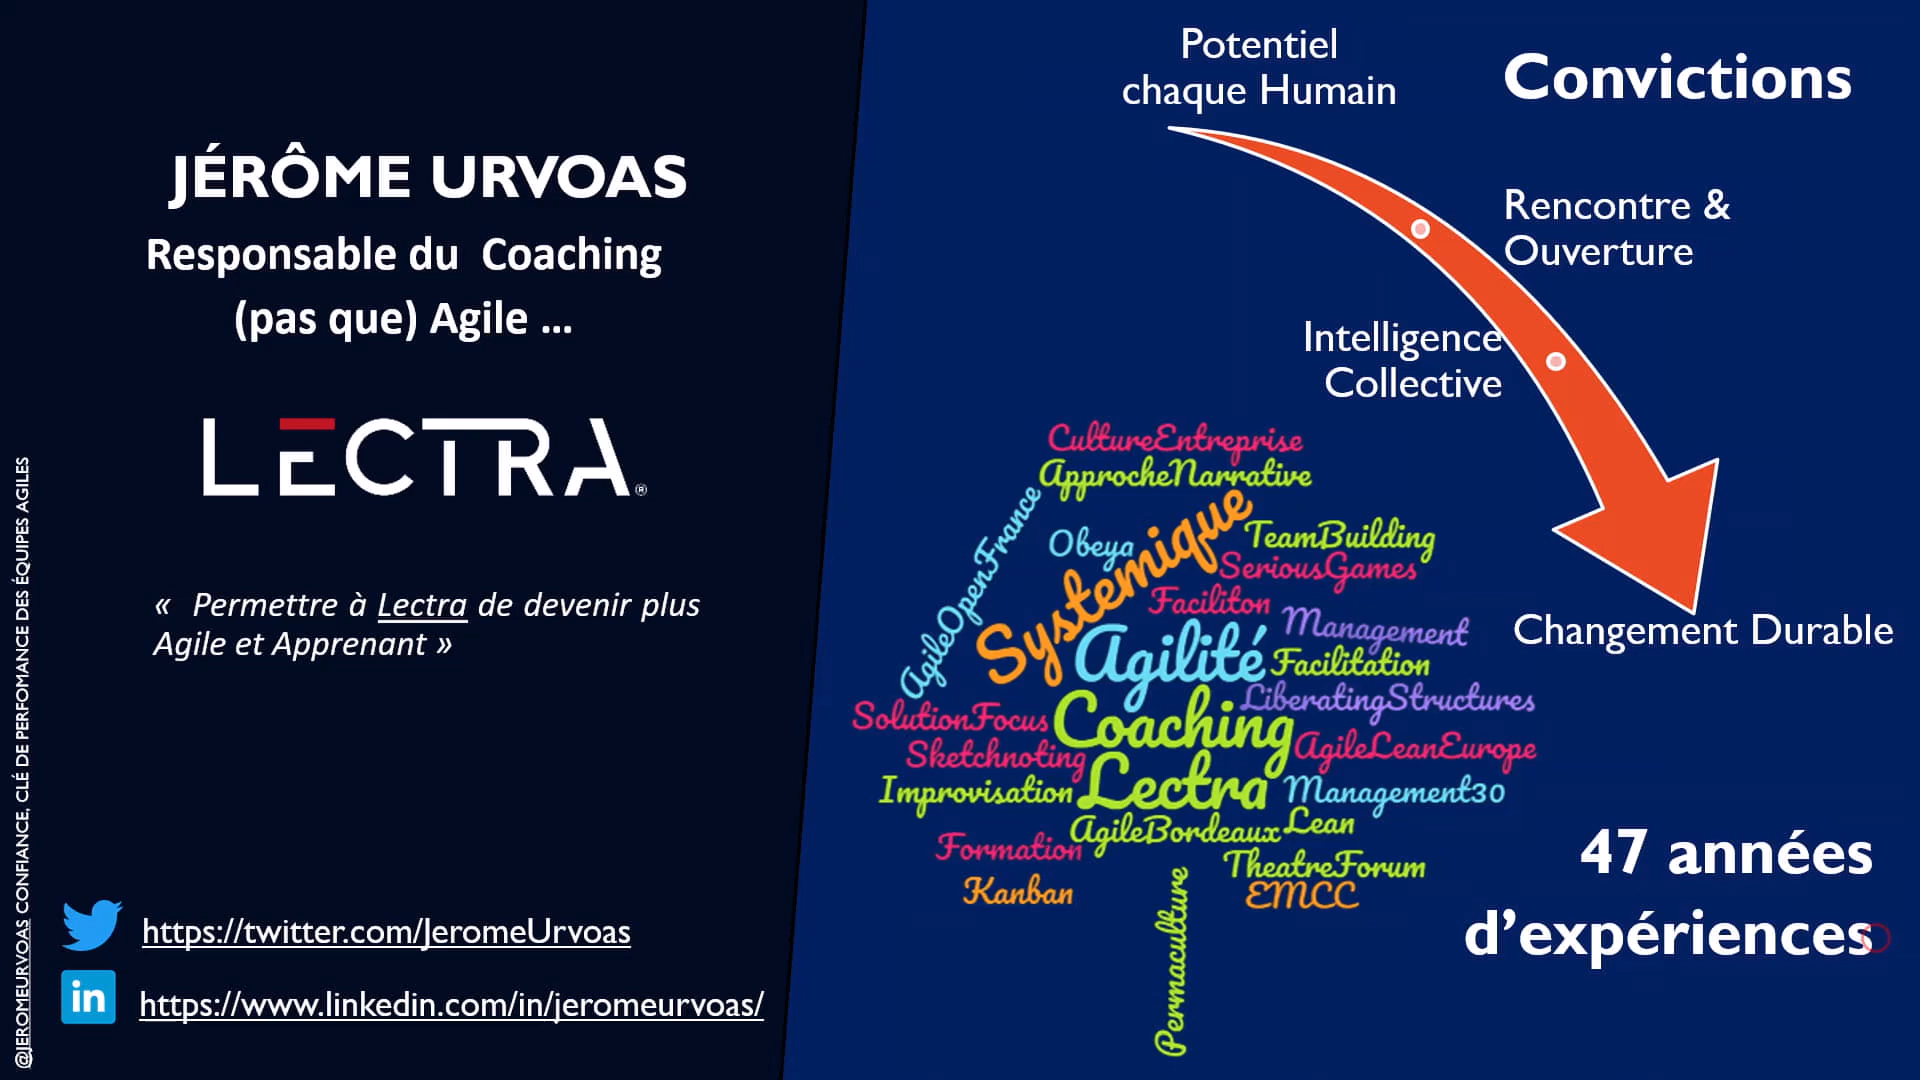 JÉRÔME URVOAS
Responsable du Coaching
(pas que) Agile ...
LECTRA®
« Permettre à Lectra de devenir plus
Agile et Apprenant »
https://twitter.com/JeromeUrvoas
in
https://www.linkedin.com/in/jeromeurvoas/
@JEROMEURVOAS CONFIANCE, CLÉ DE PERFOMANCE DES ÉQUIPES AGILES
Convictions
Potentiel
chaque Humain
Rencontre &
Ouverture
Intelligence
Collective
Changement Durable
CultureEntreprise
ApprocheNarrative
AgileOpenFrance
Obeya
Systemique
TeamBuilding
SeriousGames
Faciliton
Management
Agilité
Facilitation
LiberatingStructures
SolutionFocus
Coaching
AgileLeanEurope
Sketchnoting
Lectra
Improvisation
Management30
AgileBordeaux
Lean
Formation
TheatreForum
Kanban
EMCC
Permaculture
47 années
d’expériences